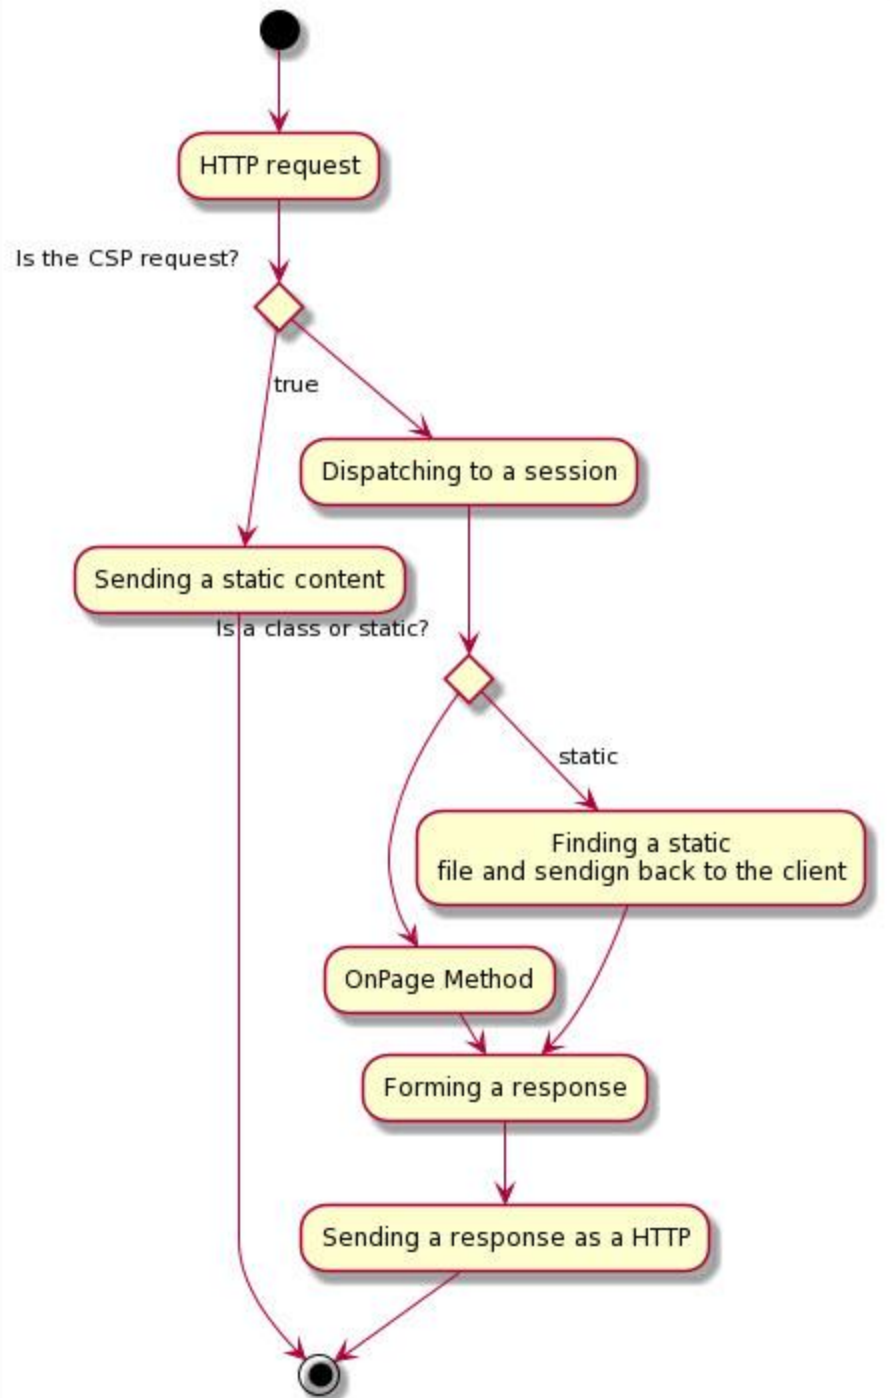 HTTP request
Is the CSP request?
true
Dispatching to a session
Sending a static content
Is a class or static?
static
Finding a static
file and sendign back to the client
OnPage Method
Forming a response
Sending a response as a HTTP